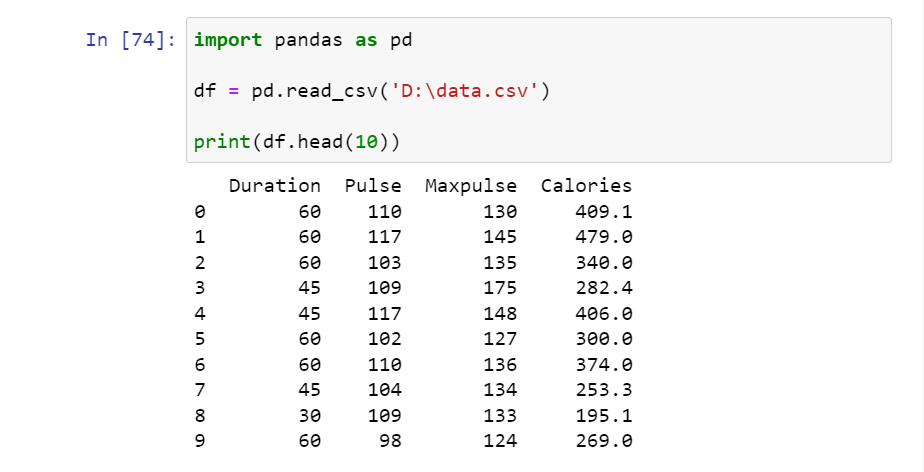 In [74]: import pandas as pd
df = pd.read_csv('D:\data.csv')
print(df.head(10))
Duration Pulse Maxpulse Calories
0 60 110 130 409.1
1 60 117 145 479.0
2 60 103 135 340.0
3 45 109 175 282.4
4 45 117 148 406.0
5 60 102 127 300.0
6 60 110 136 374.0
7 45 104 134 253.3
8 30 109 133 195.1
9 60 98 124 269.0